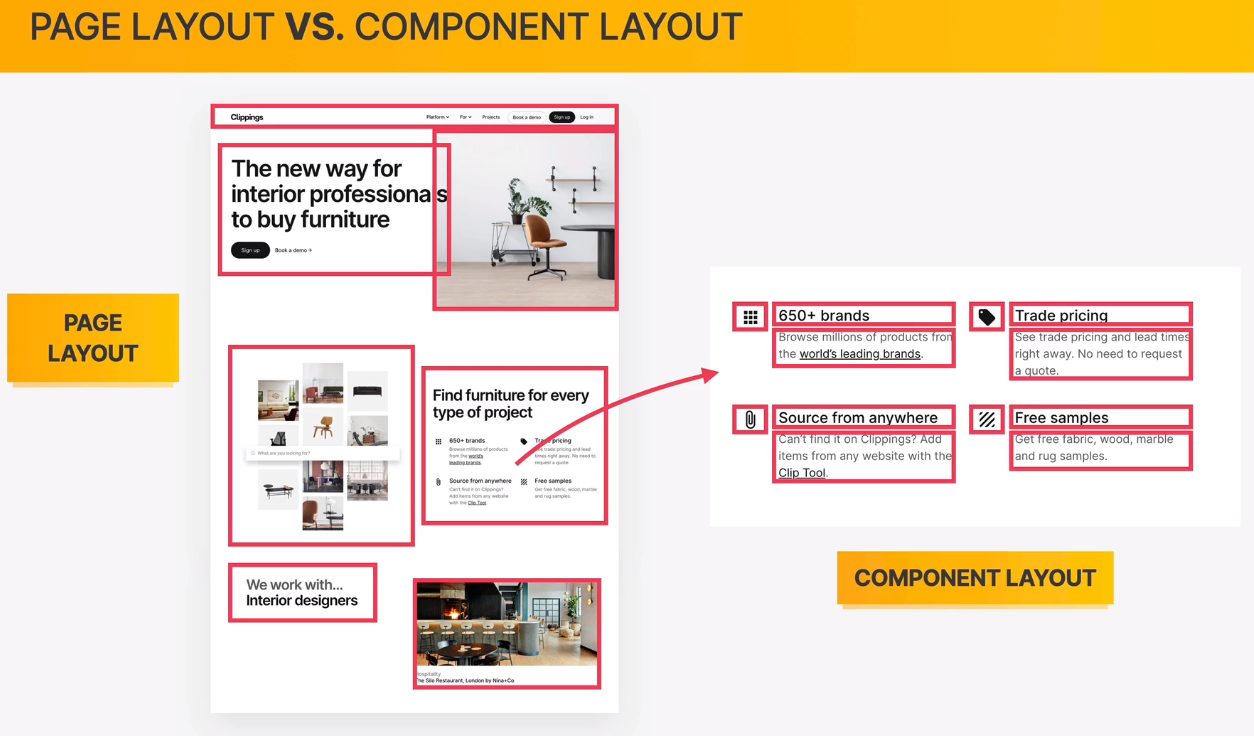 PAGE LAYOUT VS. COMPONENT LAYOUT
PAGE
LAYOUT
Clippings
Platform
For
Projects
Book a demo
Sign up
Log in
The new way for
interior professionals
to buy furniture
Sign up
Book a demo →
What are you looking for?
Find furniture for every
type of project
650+ brands
Browse millions of products
from the world's
leading brands.
Trade pricing
See trade pricing and lead
times right away. No need to
request a quote
Source from anywhere
Can't find it on Clippings?
Add items from any website
with the Clip Tool.
Free samples
Get free fabric, wood, marble
and rug samples.
We work with...
Interior designers
Hospitality
The Silo Restaurant, London by Nina+Co
650+ brands
Browse millions of products from
the world's leading brands.
Trade pricing
See trade pricing and lead times
right away. No need to request
a quote.
Source from anywhere
Can't find it on Clippings? Add
items from any website with the
Clip Tool.
Free samples
Get free fabric, wood, marble
and rug samples.
COMPONENT LAYOUT